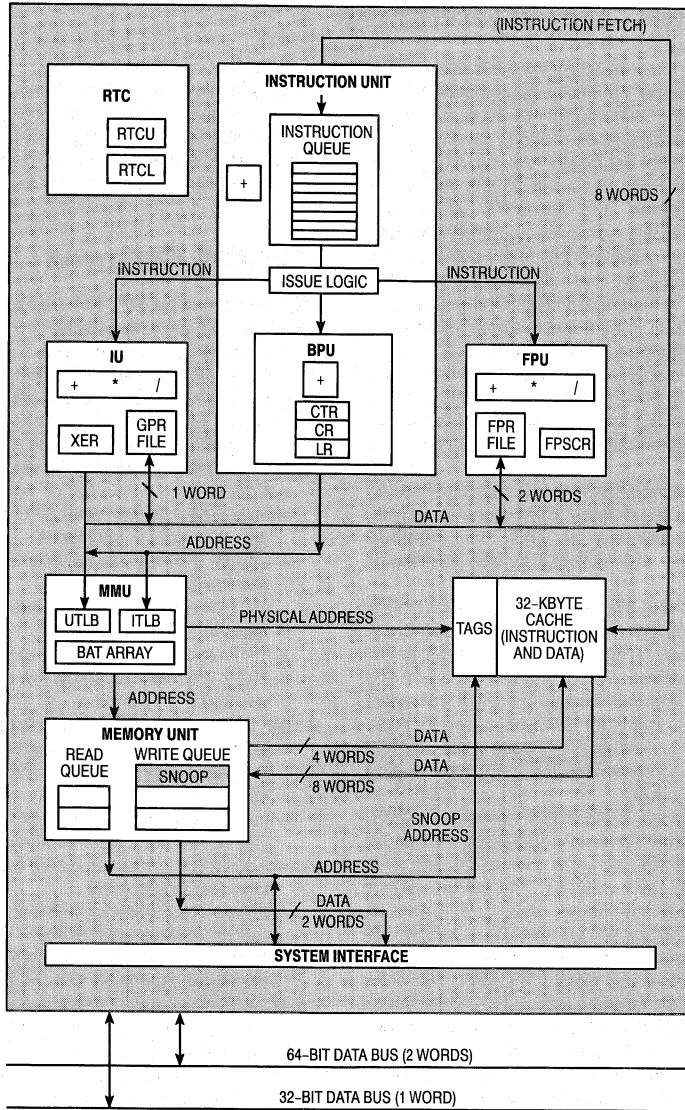 (INSTRUCTION FETCH)
RTC
RTCU
RTCL
INSTRUCTION UNIT
INSTRUCTION
QUEUE
+
8 WORDS
INSTRUCTION
ISSUE LOGIC
INSTRUCTION
IU
+ * /
XER
GPR
FILE
BPU
+
CTR
CR
LR
FPU
+ * /
FPR
FILE
FPSCR
1 WORD
2 WORDS
DATA
ADDRESS
MMU
UTLB
ITLB
BAT ARRAY
PHYSICAL ADDRESS
TAGS
32–KBYTE
CACHE
(INSTRUCTION
AND DATA)
ADDRESS
MEMORY UNIT
READ
QUEUE
WRITE QUEUE
SNOOP
DATA
4 WORDS
DATA
8 WORDS
SNOOP
ADDRESS
ADDRESS
DATA
2 WORDS
SYSTEM INTERFACE
64–BIT DATA BUS (2 WORDS)
32–BIT DATA BUS (1 WORD)